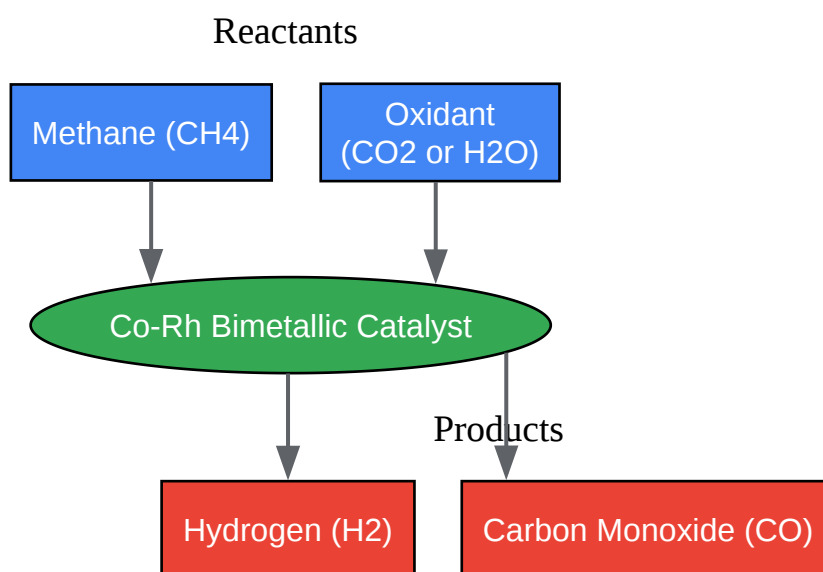 Reactants
Methane (CH4)
Oxidant
(CO2 or H2O)
Co-Rh Bimetallic Catalyst
Products
Hydrogen (H2)
Carbon Monoxide (CO)